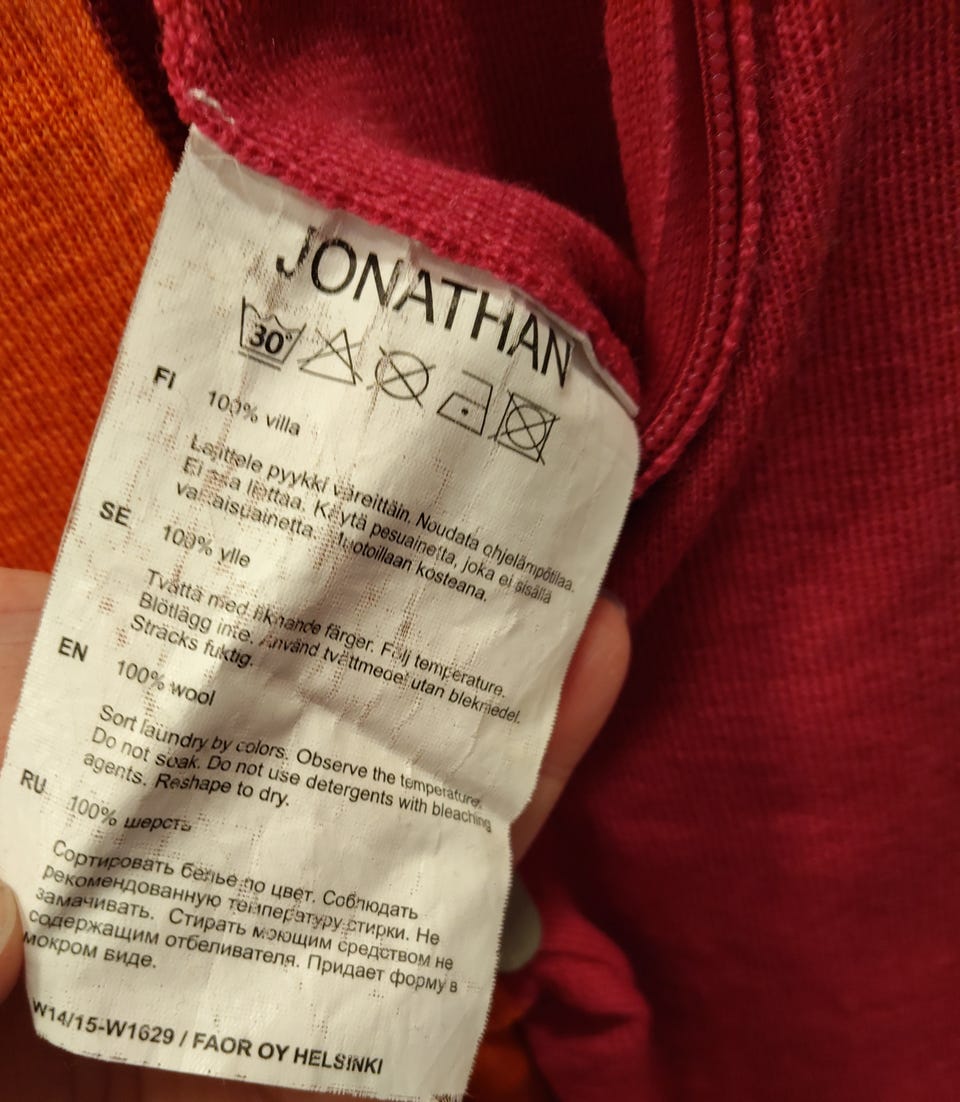 JONATHAN
30°
FI
100% villa
Lajittele pyykki väreittäin. Noudata ohjelämpötilaa.
Ei saa liottaa. Käytä pesuainetta, joka ei sisällä
valkaisuainetta. Muotoillaan kosteana.
SE
100% ylle
Tvättä med liknande färger. Följ temperature.
Blötlägg inte. Använd tvättmedel utan blekmedel.
Sträcks fuktig.
EN
100% wool
Sort laundry by colors. Observe the temperature.
Do not soak. Do not use detergents with bleaching
agents. Reshape to dry.
RU
100% шерсть
Сортировать бельё по цвет. Соблюдать
рекомендованную температуру стирки. Не
замачивать. Стирать моющим средством не
содержащим отбеливателя. Придает форму в
мокром виде.
W14/15-W1629 / FAOR OY HELSINKI